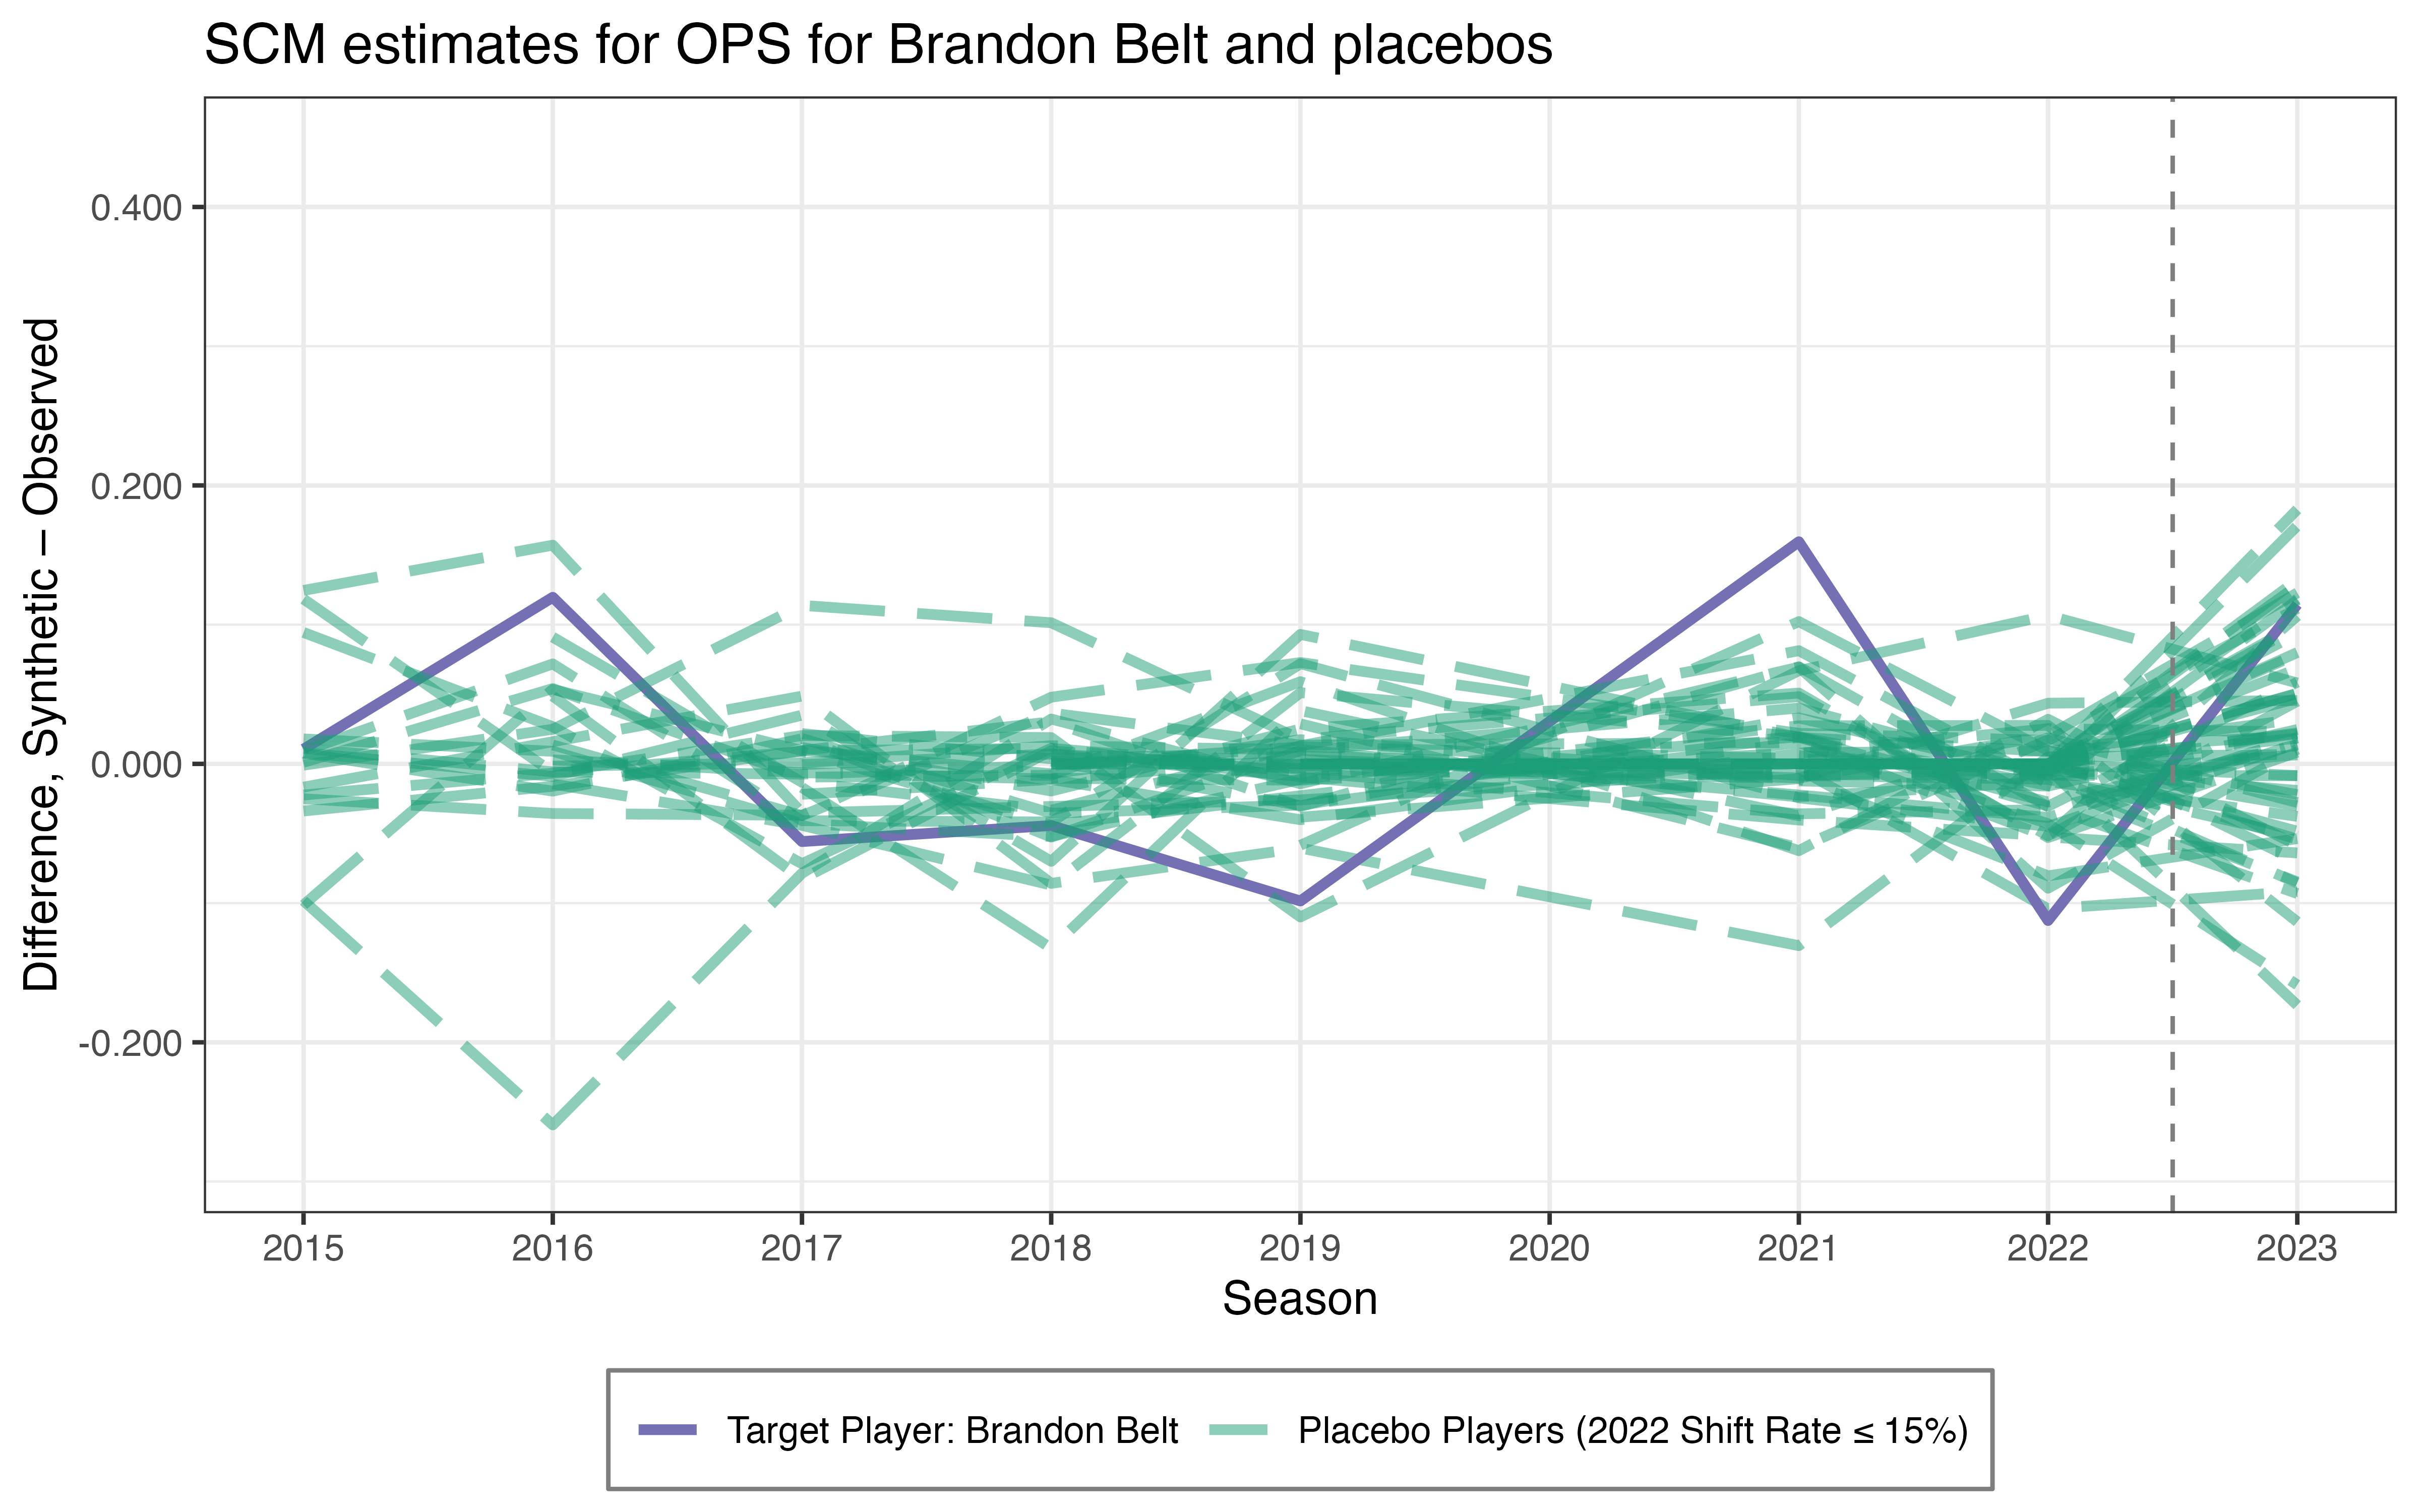 SCM estimates for OPS for Brandon Belt and placebos
Difference, Synthetic − Observed
0.400
0.200
0.000
-0.200
2015 2016 2017 2018 2019 2020 2021 2022 2023
Season
Target Player: Brandon Belt Placebo Players (2022 Shift Rate ≤ 15%)